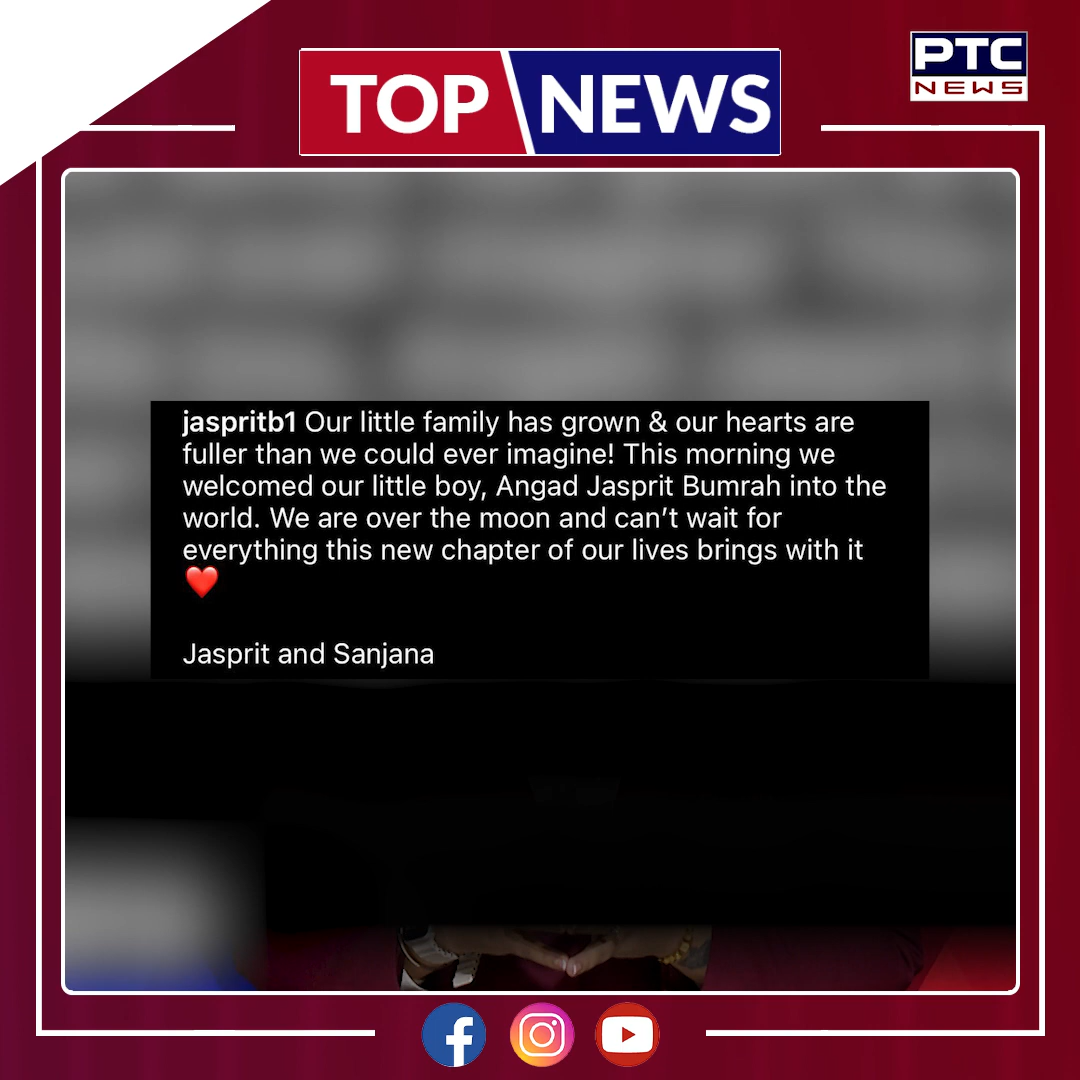 TOP NEWS
PTC
NEWS
jaspritb1 Our little family has grown & our hearts are
fuller than we could ever imagine! This morning we
welcomed our little boy, Angad Jasprit Bumrah into the
world. We are over the moon and can’t wait for
everything this new chapter of our lives brings with it
❤️
Jasprit and Sanjana